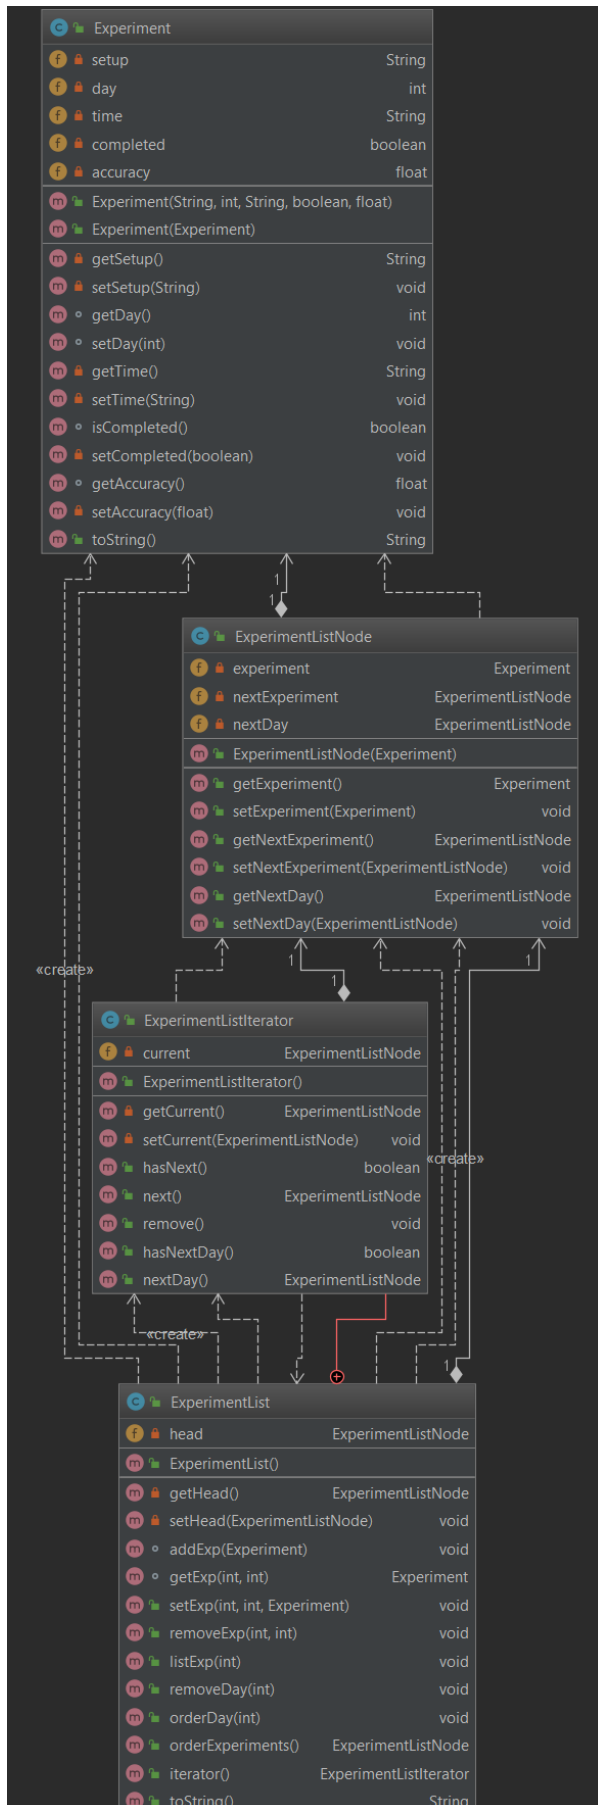 Experiment
setup String
day int
time String
completed boolean
accuracy float
Experiment(String, int, String, boolean, float)
Experiment(Experiment)
getSetup() String
setSetup(String) void
getDay() int
setDay(int) void
getTime() String
setTime(String) void
isCompleted() boolean
setCompleted(boolean) void
getAccuracy() float
setAccuracy(float) void
toString() String
1
1
ExperimentListNode
experiment Experiment
nextExperiment ExperimentListNode
nextDay ExperimentListNode
ExperimentListNode(Experiment)
getExperiment() Experiment
setExperiment(Experiment) void
getNextExperiment() ExperimentListNode
setNextExperiment(ExperimentListNode) void
getNextDay() ExperimentListNode
setNextDay(ExperimentListNode) void
1 1
«create» 1
ExperimentListIterator
current ExperimentListNode
ExperimentListIterator()
getCurrent() ExperimentListNode
setCurrent(ExperimentListNode) void
«create»
hasNext() boolean
next() ExperimentListNode
remove() void
hasNextDay() boolean
nextDay() ExperimentListNode
«create»
1
ExperimentList
head ExperimentListNode
ExperimentList()
getHead() ExperimentListNode
setHead(ExperimentListNode) void
addExp(Experiment) void
getExp(int, int) Experiment
setExp(int, int, Experiment) void
removeExp(int, int) void
listExp(int) void
removeDay(int) void
orderDay(int) void
orderExperiments() ExperimentListNode
iterator() ExperimentListIterator
toString() String